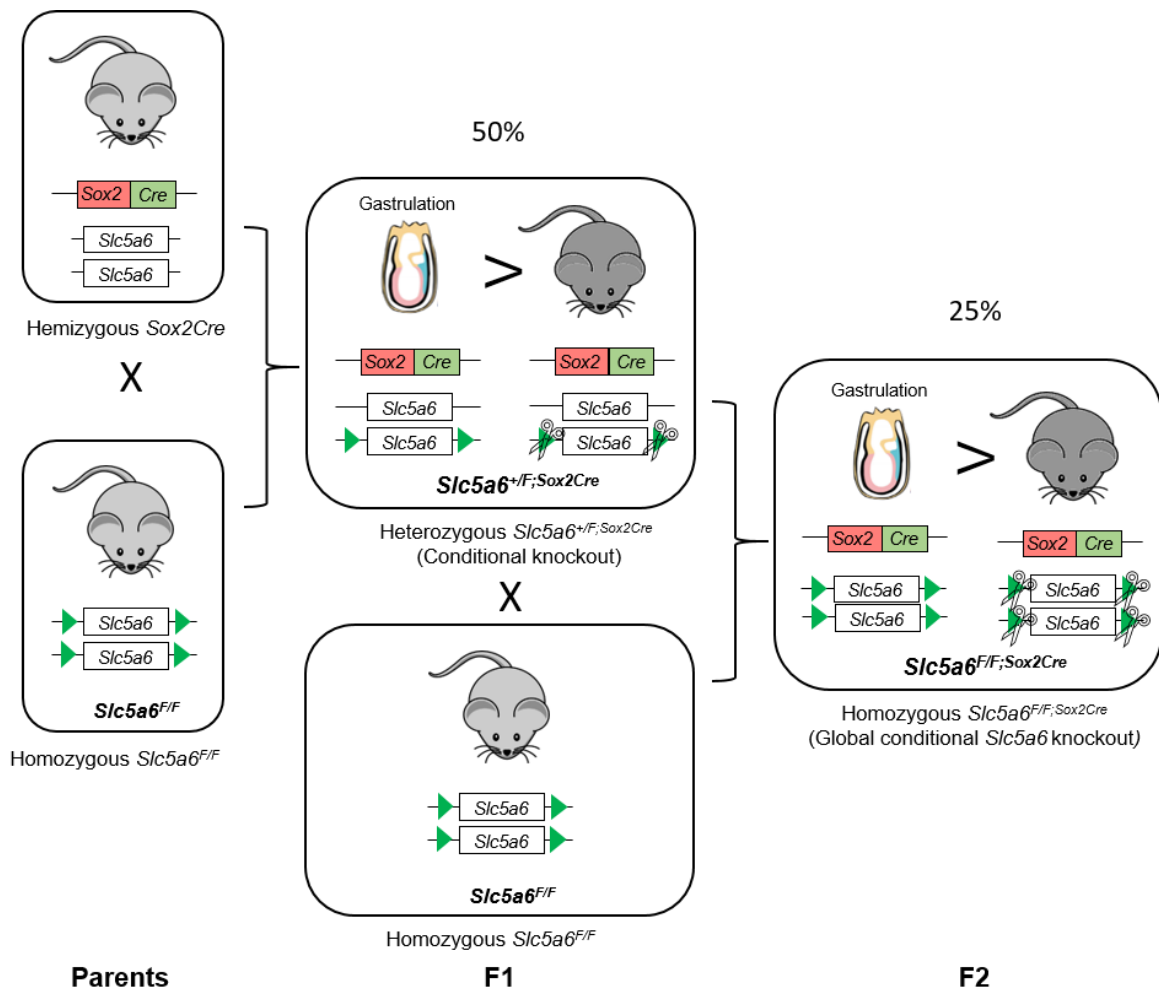 Sox2 Cre
Slc5a6
Slc5a6
Hemizygous Sox2Cre
X
Slc5a6
Slc5a6
Slc5a6F/F
Homozygous Slc5a6F/F
Parents
50%
Gastrulation
>
Sox2 Cre
Sox2 Cre
Slc5a6
Slc5a6
Slc5a6
Slc5a6
Slc5a6+/F;Sox2Cre
Heterozygous Slc5a6+/F;Sox2Cre
(Conditional knockout)
X
Slc5a6
Slc5a6
Slc5a6F/F
Homozygous Slc5a6F/F
F1
25%
Gastrulation
>
Sox2 Cre
Sox2 Cre
Slc5a6
Slc5a6
Slc5a6
Slc5a6
Slc5a6F/F;Sox2Cre
Homozygous Slc5a6F/F;Sox2Cre
(Global conditional Slc5a6 knockout)
F2